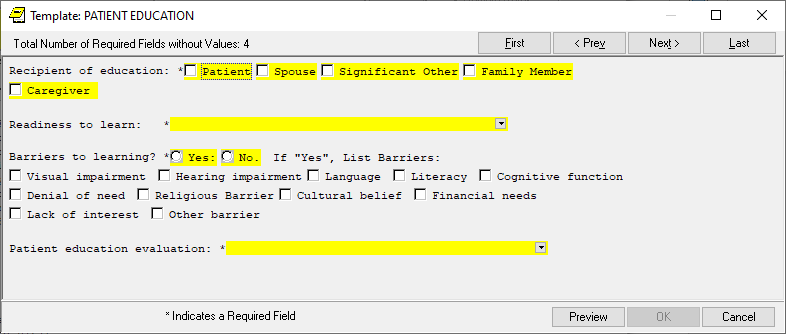 Template: PATIENT EDUCATION
Total Number of Required Fields without Values: 4 First < Prev Next > Last
Recipient of education: * Patient Spouse Significant Other Family Member
Caregiver
Readiness to learn: *
Barriers to learning? * Yes: No. If "Yes", List Barriers:
Visual impairment Hearing impairment Language Literacy Cognitive function
Denial of need Religious Barrier Cultural belief Financial needs
Lack of interest Other barrier
Patient education evaluation: *
* Indicates a Required Field Preview OK Cancel